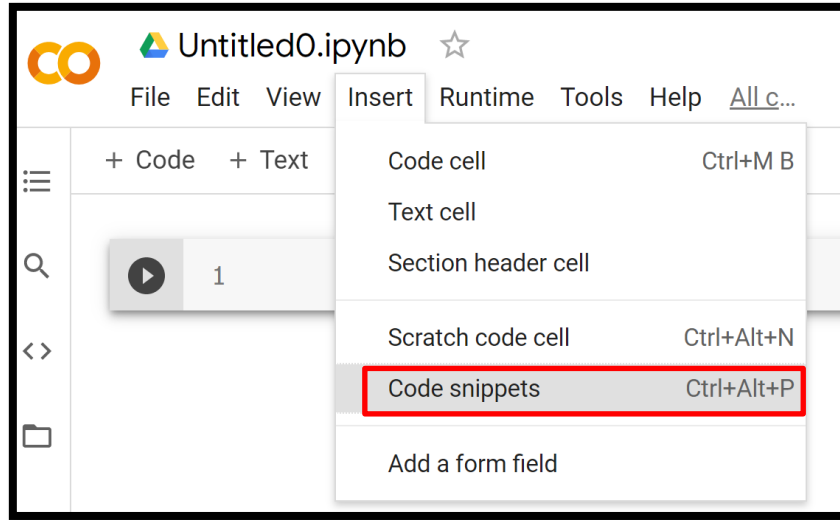 Untitled0.ipynb
File Edit View Insert Runtime Tools Help All c...
+ Code + Text
Code cell Ctrl+M B
Text cell
Section header cell
1
Scratch code cell Ctrl+Alt+N
Code snippets Ctrl+Alt+P
Add a form field